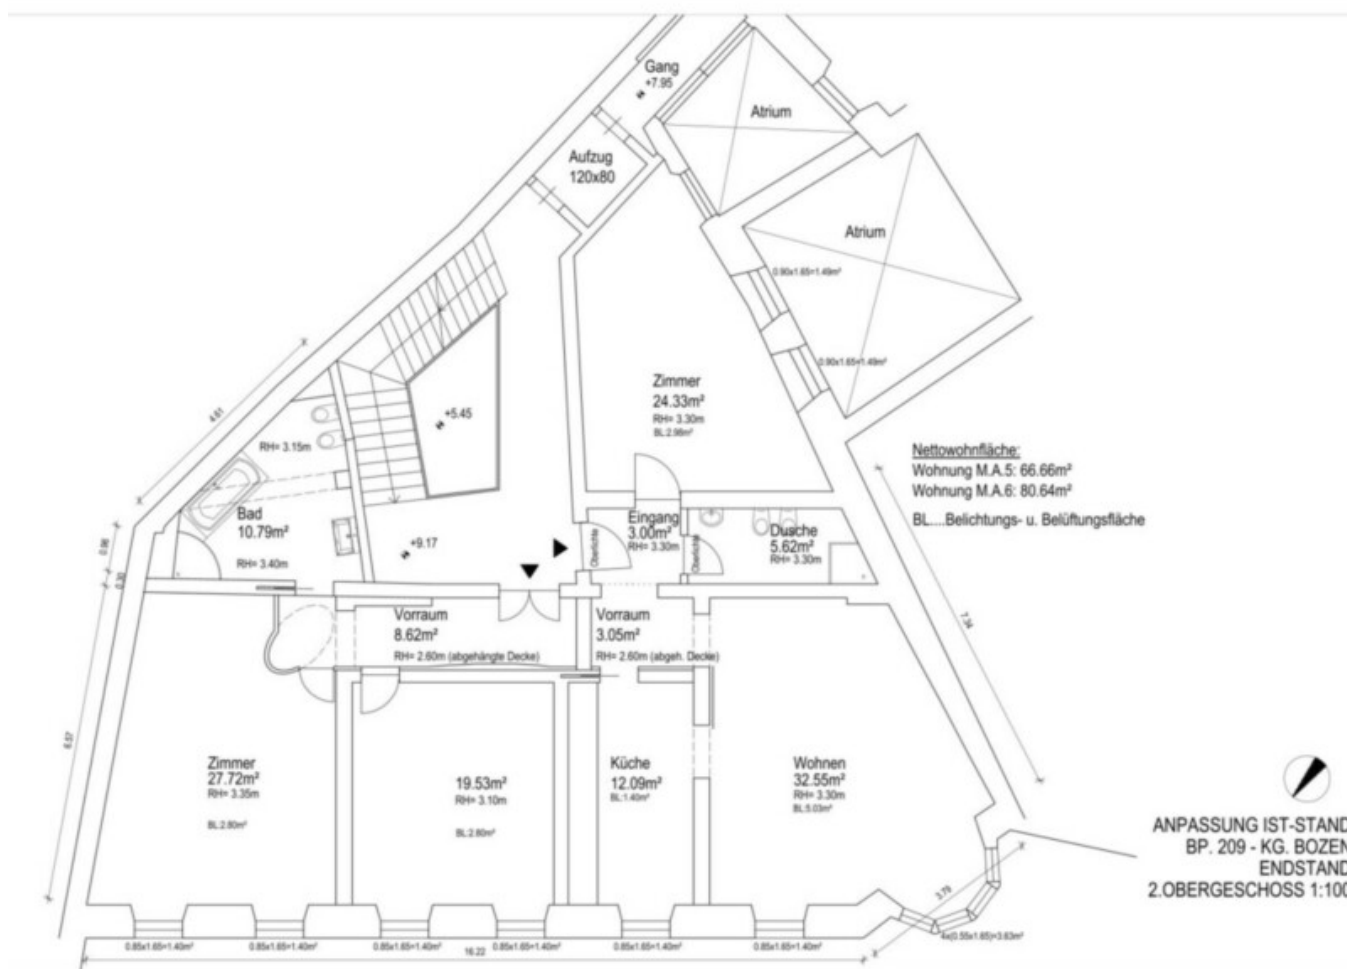 Gang
+7.95
Atrium
Aufzug
120x80
Atrium
0.90x1.65=1.49m²
0.90x1.65=1.49m²
Zimmer
24.33m²
RH= 3.30m
BL:2.98m²
4.61
+5.45
RH= 3.15m
Bad
10.79m²
RH= 3.40m
+9.17
Nettowohnfläche:
Wohnung M.A.5: 66.66m²
Wohnung M.A.6: 80.64m²
BL....Belichtungs- u. Belüftungsfläche
Eingang
3.00m²
RH= 3.30m
Oberlichte
Oberlichte
Dusche
5.62m²
RH= 3.30m
0.96
0.30
Vorraum
8.62m²
RH= 2.60m (abgehängte Decke)
Vorraum
3.05m²
RH= 2.60m (abgeh. Decke)
7.34
6.57
Zimmer
27.72m²
RH= 3.35m
BL:2.80m²
19.53m²
RH= 3.10m
BL:2.80m²
Küche
12.09m²
BL:1.40m²
Wohnen
32.55m²
RH= 3.30m
BL:5.03m²
ANPASSUNG IST-STAND
BP. 209 - KG. BOZEN
ENDSTAND
2.OBERGESCHOSS 1:100
3.79
4x(0.55x1.65)=3.63m²
0.85x1.65=1.40m²
0.85x1.65=1.40m²
0.85x1.65=1.40m²
0.85x1.65=1.40m²
0.85x1.65=1.40m²
0.85x1.65=1.40m²
16.22